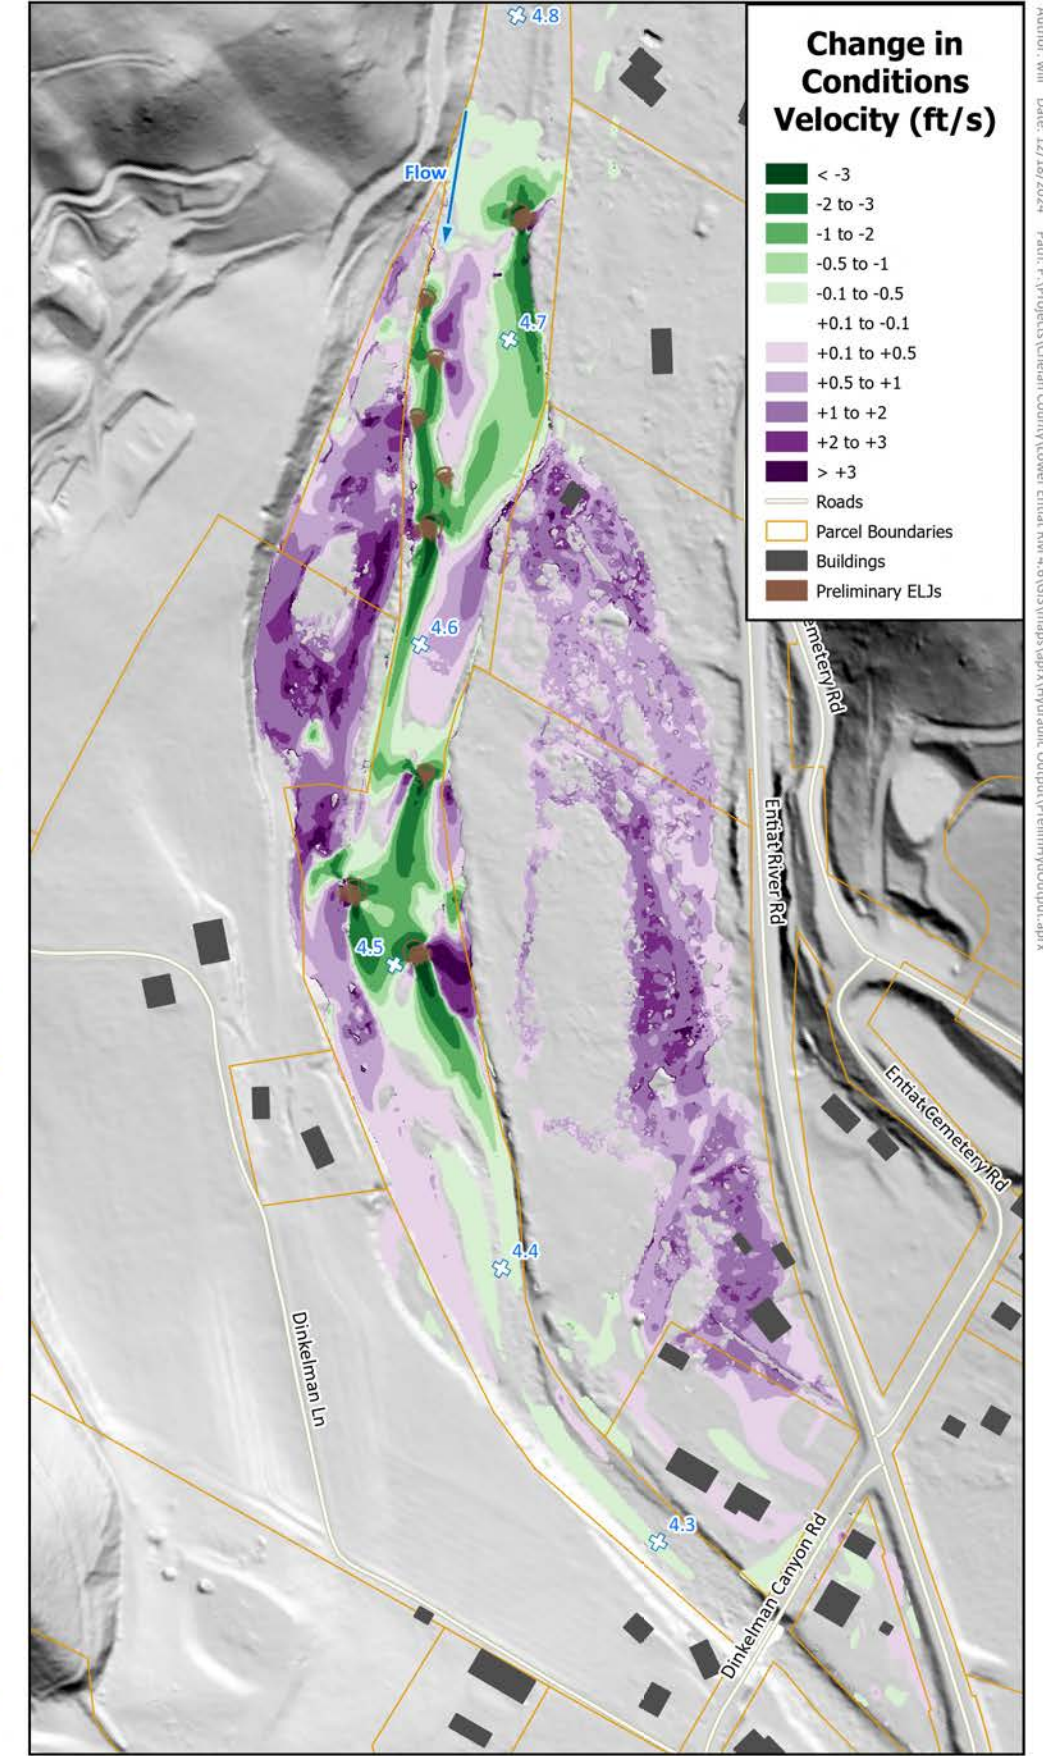 Change in
Conditions
Velocity (ft/s)
< -3
-2 to -3
-1 to -2
-0.5 to -1
-0.1 to -0.5
+0.1 to -0.1
+0.1 to +0.5
+0.5 to +1
+1 to +2
+2 to +3
> +3
Roads
Parcel Boundaries
Buildings
Preliminary ELJs
4.8
Flow
4.7
4.6
emetery Rd
Entiat River Rd
4.5
Entiat Cemetery Rd
4.4
Dinkelman Ln
4.3
Dinkelman Canyon Rd